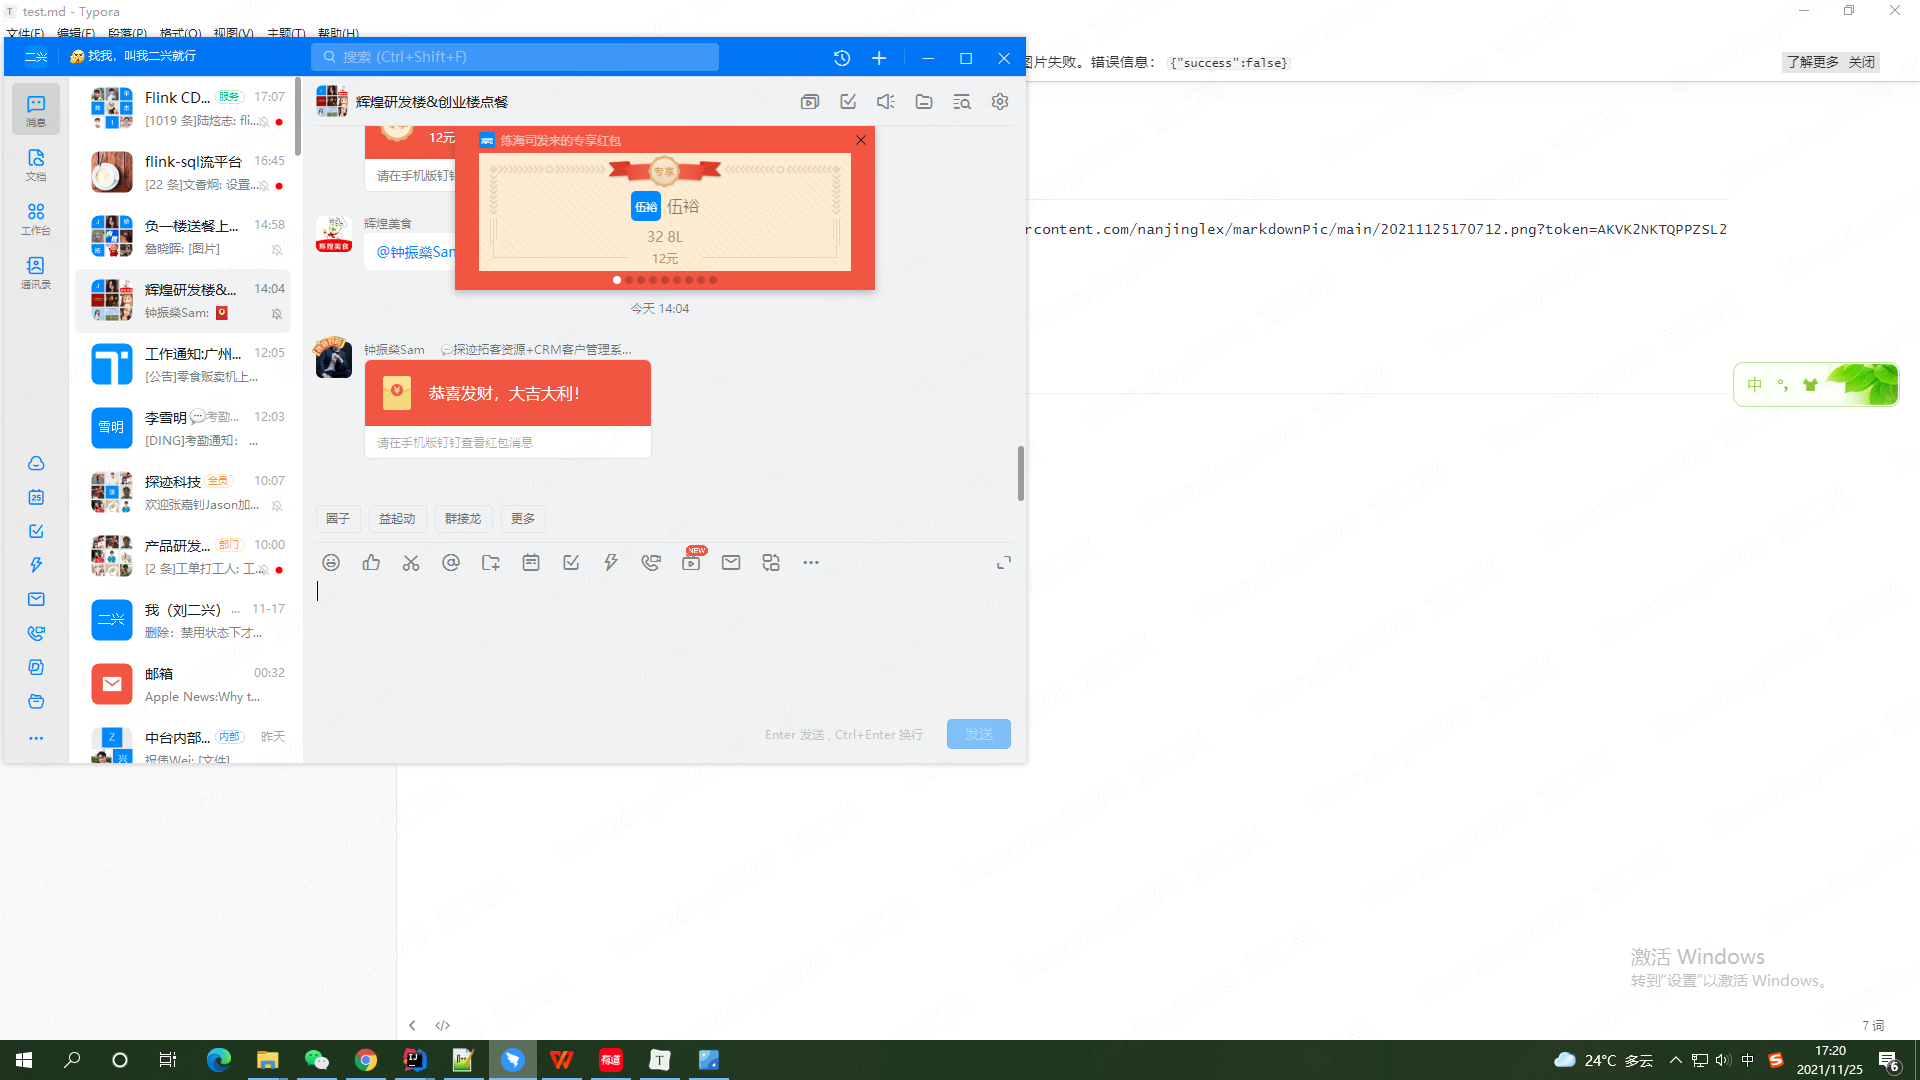 test.md - Typora
文件(F) 编辑(E) 段落(P) 格式(O) 视图(V) 主题(T) 帮助(H)
二兴 找我，叫我二兴就行 搜索 (Ctrl+Shift+F)
图片失败。错误信息： {"success":false} 了解更多 关闭
消息
文档
工作台
通讯录
25
Flink CD... 服务 17:07
[1019 条]陆炫志: fli...
flink-sql流平台 16:45
[22 条]文香炯: 设置...
负一楼送餐上... 14:58
詹晓晖: [图片]
辉煌研发楼&... 14:04
钟振燊Sam:
工作通知:广州... 12:05
[公告]零食贩卖机上...
雪明
李雪明 考勤... 12:03
[DING]考勤通知: ...
探迹科技 全员 10:07
欢迎张嘉钊Jason加...
产品研发... 部门 10:00
[2 条]工单打工人: 工...
二兴
我（刘二兴） ... 11-17
删除：禁用状态下才...
邮箱 00:32
Apple News:Why t...
中台内部... 内部 昨天
祝伟Wei: [文件]
辉煌研发楼&创业楼点餐
12元
请在手机版钉钉
辉煌美食
辉煌美食
@钟振燊Sam
练海司发来的专享红包
专享
伍裕 伍裕
32 8L
12元
今天 14:04
钟振燊Sam 探迹拓客资源+CRM客户管理系...
恭喜发财，大吉大利！
请在手机版钉钉查看红包消息
圈子 益起动 群接龙 更多
NEW
Enter 发送 , Ctrl+Enter 换行 发送
rcontent.com/nanjinglex/markdownPic/main/20211125170712.png?token=AKVK2NKTQPPZSL2
中 °,
激活 Windows
转到"设置"以激活 Windows。
7 词
24°C 多云 中 17:20
2021/11/25
6
liuerxing9070 刘二兴